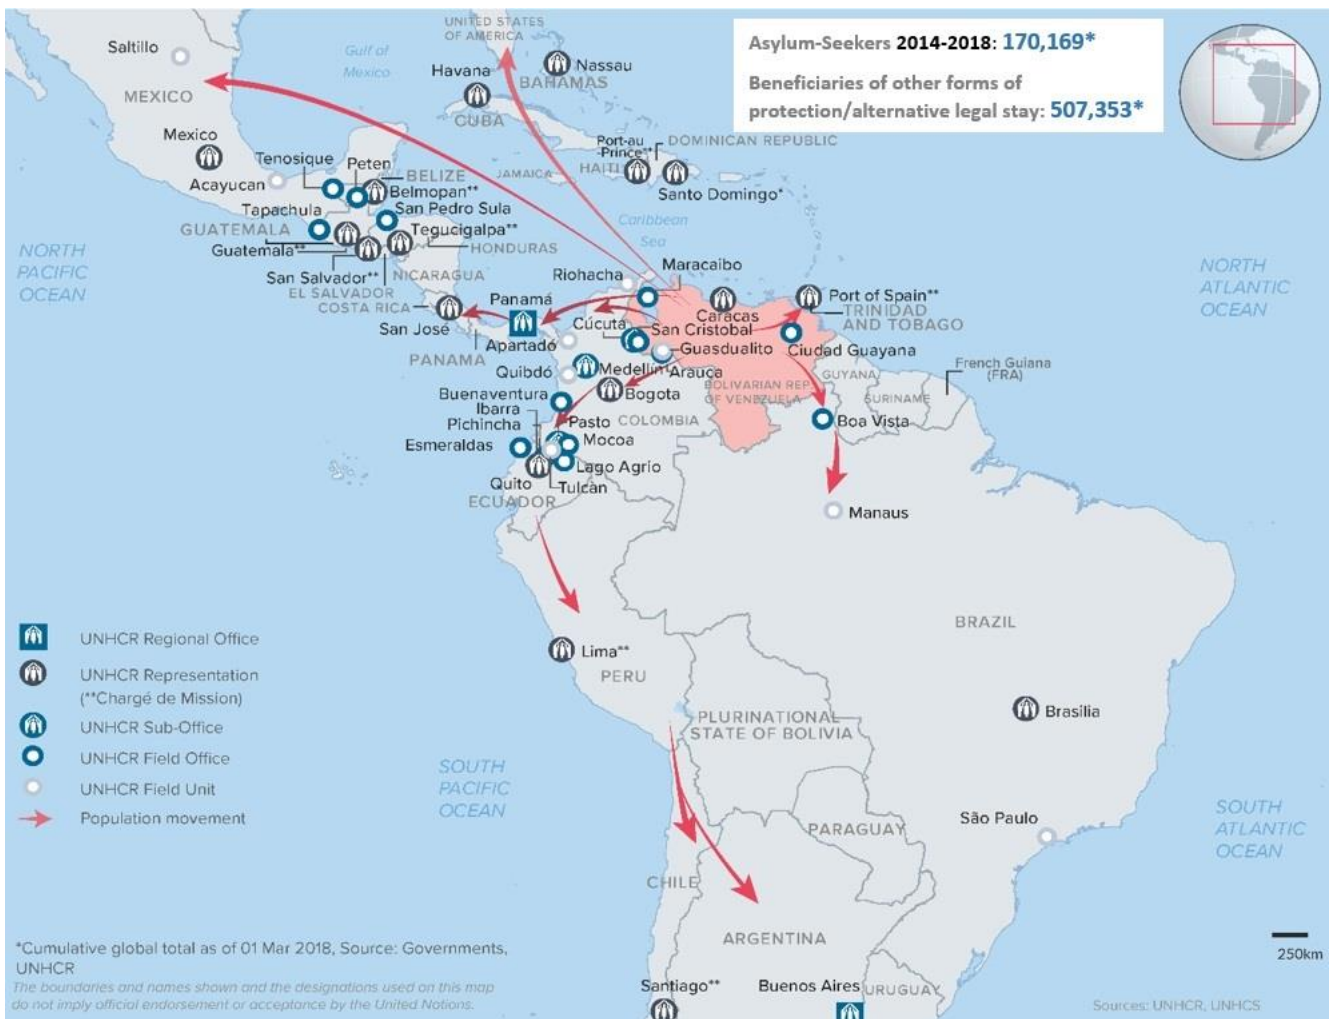 UNITED STATES
OF AMERICA
Asylum-Seekers 2014-2018: 170,169*
Beneficiaries of other forms of
protection/alternative legal stay: 507,353*
Saltillo
Gulf of
Mexico
Havana
Nassau
BAHAMAS
MEXICO
CUBA
Mexico
Port-au
-Prince**
DOMINICAN REPUBLIC
Tenosique
Peten
BELIZE
JAMAICA
HAITI
Acayucan
Belmopan**
Santo Domingo*
Tapachula
San Pedro Sula
Caribbean
Sea
GUATEMALA
Tegucigalpa**
Guatemala**
HONDURAS
NORTH
PACIFIC
OCEAN
San Salvador**
NICARAGUA
Riohacha
Maracaibo
NORTH
ATLANTIC
OCEAN
EL SALVADOR
COSTA RICA
Panamá
Port of Spain**
TRINIDAD
AND TOBAGO
Caracas
San José
Cúcuta
San Cristobal
Apartadó
Guasdualito
Ciudad Guayana
PANAMA
French Guiana
(FRA)
Quibdó
Medellín
Arauca
GUYANA
Buenaventura
Bogota
BOLIVARIAN REP.
OF VENEZUELA
SURINAME
Ibarra
Pichincha
Pasto
COLOMBIA
Boa Vista
Esmeraldas
Mocoa
Lago Agrio
Quito
Tulcán
ECUADOR
Manaus
BRAZIL
UNHCR Regional Office
Lima**
UNHCR Representation
(**Chargé de Mission)
PERU
Brasília
UNHCR Sub-Office
PLURINATIONAL
STATE OF BOLIVIA
UNHCR Field Office
SOUTH
PACIFIC
OCEAN
UNHCR Field Unit
Population movement
São Paulo
SOUTH
ATLANTIC
OCEAN
PARAGUAY
CHILE
*Cumulative global total as of 01 Mar 2018, Source: Governments,
UNHCR
ARGENTINA
250km
The boundaries and names shown and the designations used on this map
do not imply official endorsement or acceptance by the United Nations.
Santiago**
Buenos Aires
URUGUAY
Sources: UNHCR, UNHCS